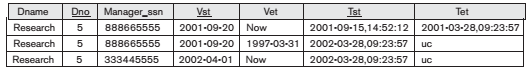 Dname Dno Manager_ssn Vst Vet Tst Tet
Research 5 888665555 2001-09-20 Now 2001-09-15,14:52:12 2001-03-28,09:23:57
Research 5 888665555 2001-09-20 1997-03-31 2002-03-28,09:23:57 uc
Research 5 333445555 2002-04-01 Now 2002-03-28,09:23:57 uc